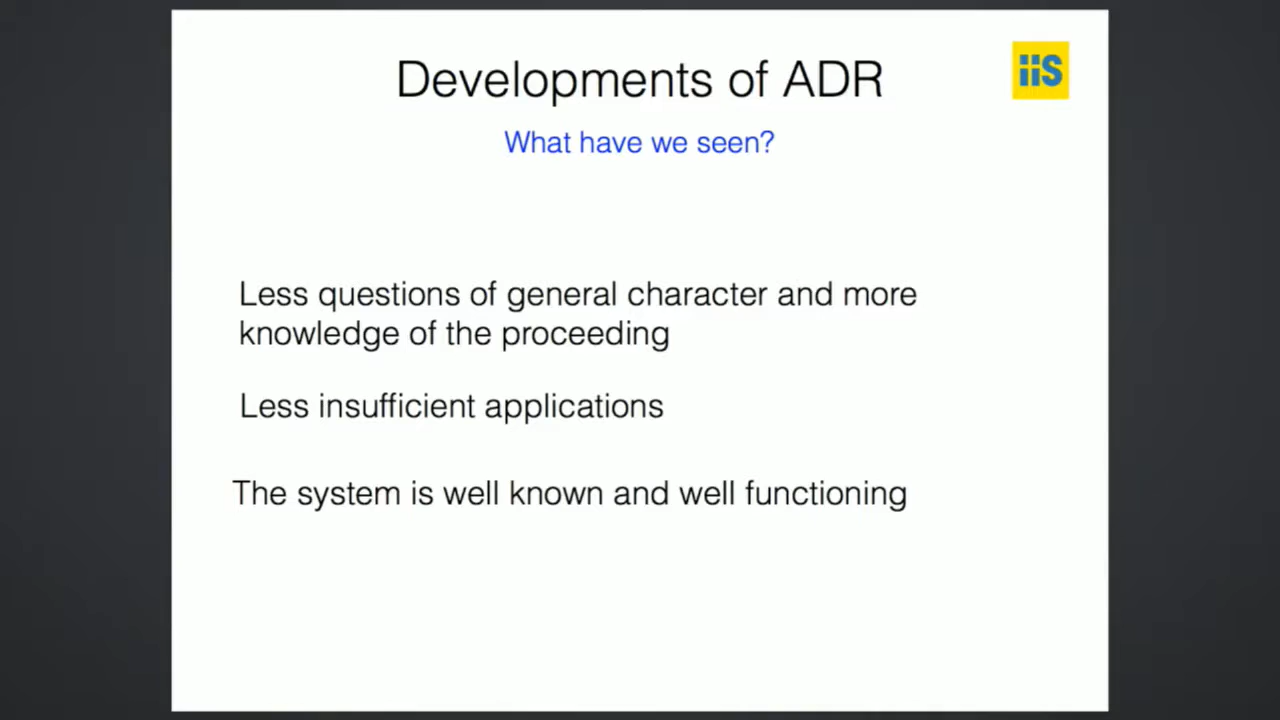 Developments of ADR
iis
What have we seen?
Less questions of general character and more
knowledge of the proceeding
Less insufficient applications
The system is well known and well functioning